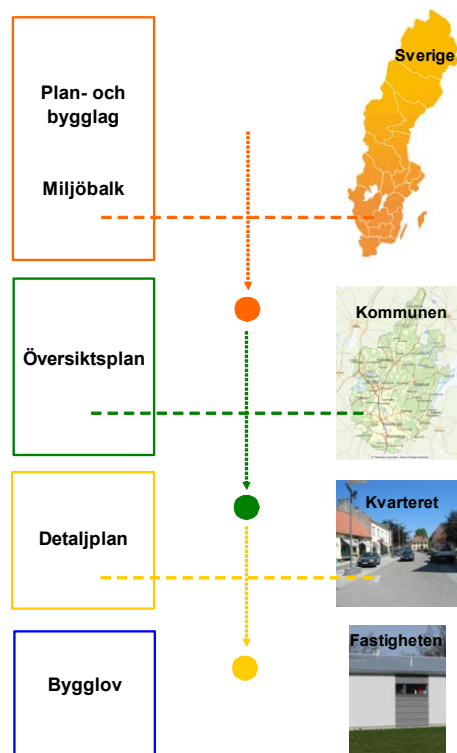 Sverige
Plan- och
bygglag
Miljöbalk
Kommunen
Översiktsplan
Kvarteret
Detaljplan
Fastigheten
Bygglov